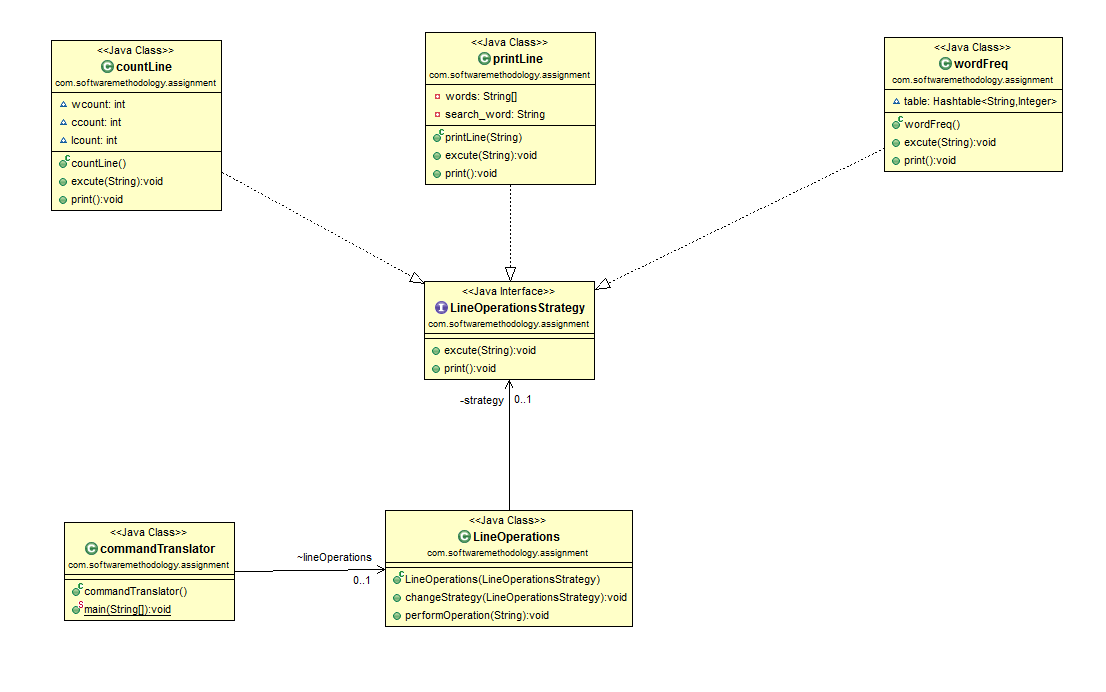 <<Java Class>>
countLine
com.softwaremethodology.assignment
wcount: int
ccount: int
lcount: int
countLine()
excute(String):void
print():void
<<Java Class>>
printLine
com.softwaremethodology.assignment
words: String[]
search_word: String
printLine(String)
excute(String):void
print():void
<<Java Class>>
wordFreq
com.softwaremethodology.assignment
table: Hashtable<String,Integer>
wordFreq()
excute(String):void
print():void
<<Java Interface>>
LineOperationsStrategy
com.softwaremethodology.assignment
excute(String):void
print():void
-strategy 0..1
<<Java Class>>
commandTranslator
com.softwaremethodology.assignment
commandTranslator()
main(String[]):void
~lineOperations
0..1
<<Java Class>>
LineOperations
com.softwaremethodology.assignment
LineOperations(LineOperationsStrategy)
changeStrategy(LineOperationsStrategy):void
performOperation(String):void